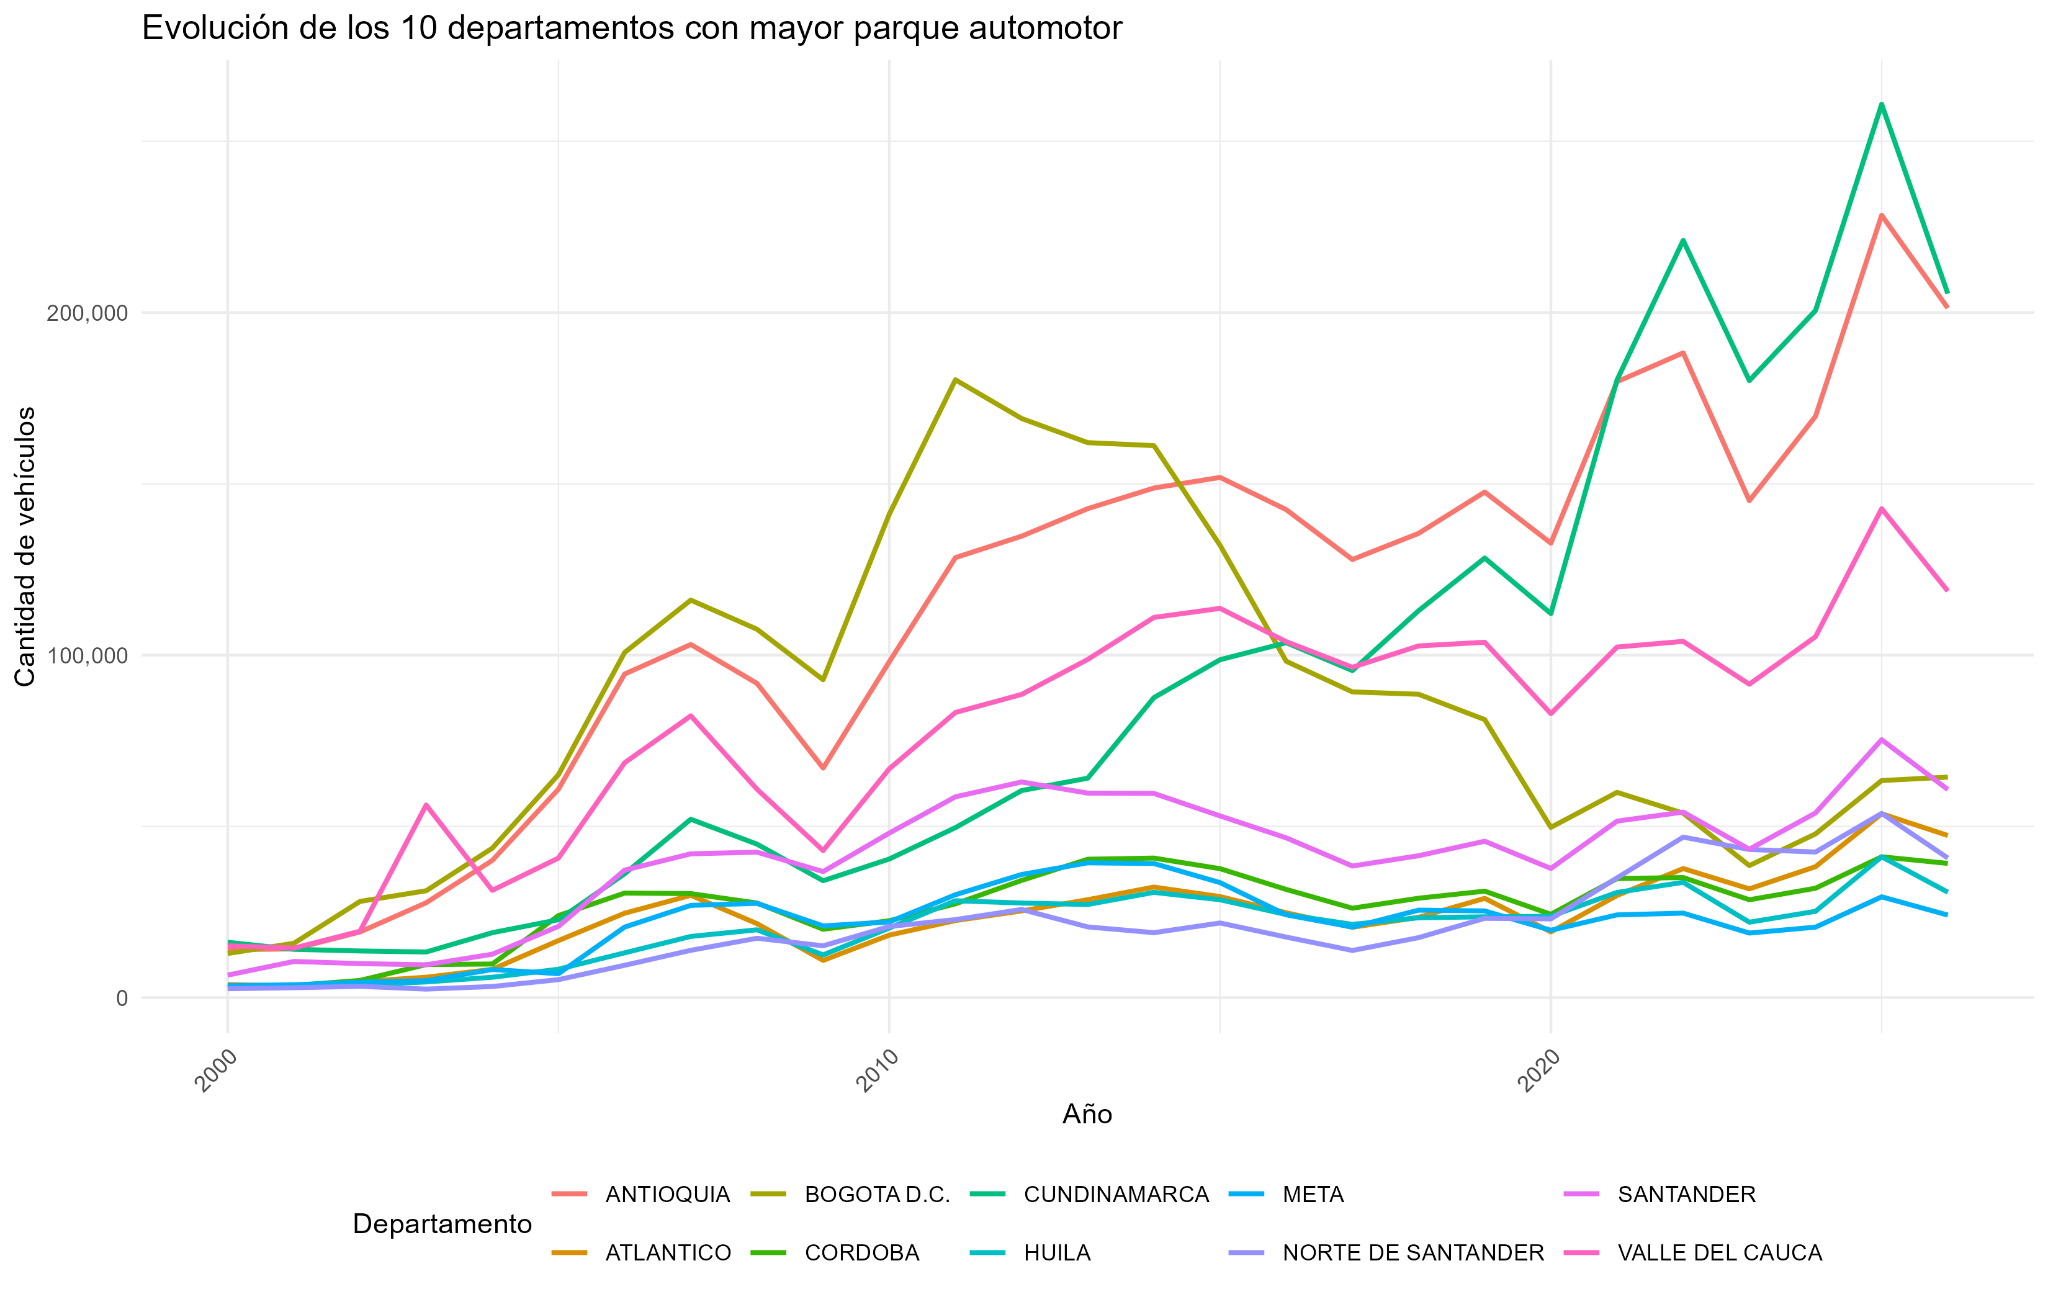 Evolución de los 10 departamentos con mayor parque automotor
Cantidad de vehículos
200,000
100,000
0
2000
2010
2020
Año
Departamento
ANTIOQUIA
BOGOTA D.C.
CUNDINAMARCA
META
SANTANDER
ATLANTICO
CORDOBA
HUILA
NORTE DE SANTANDER
VALLE DEL CAUCA